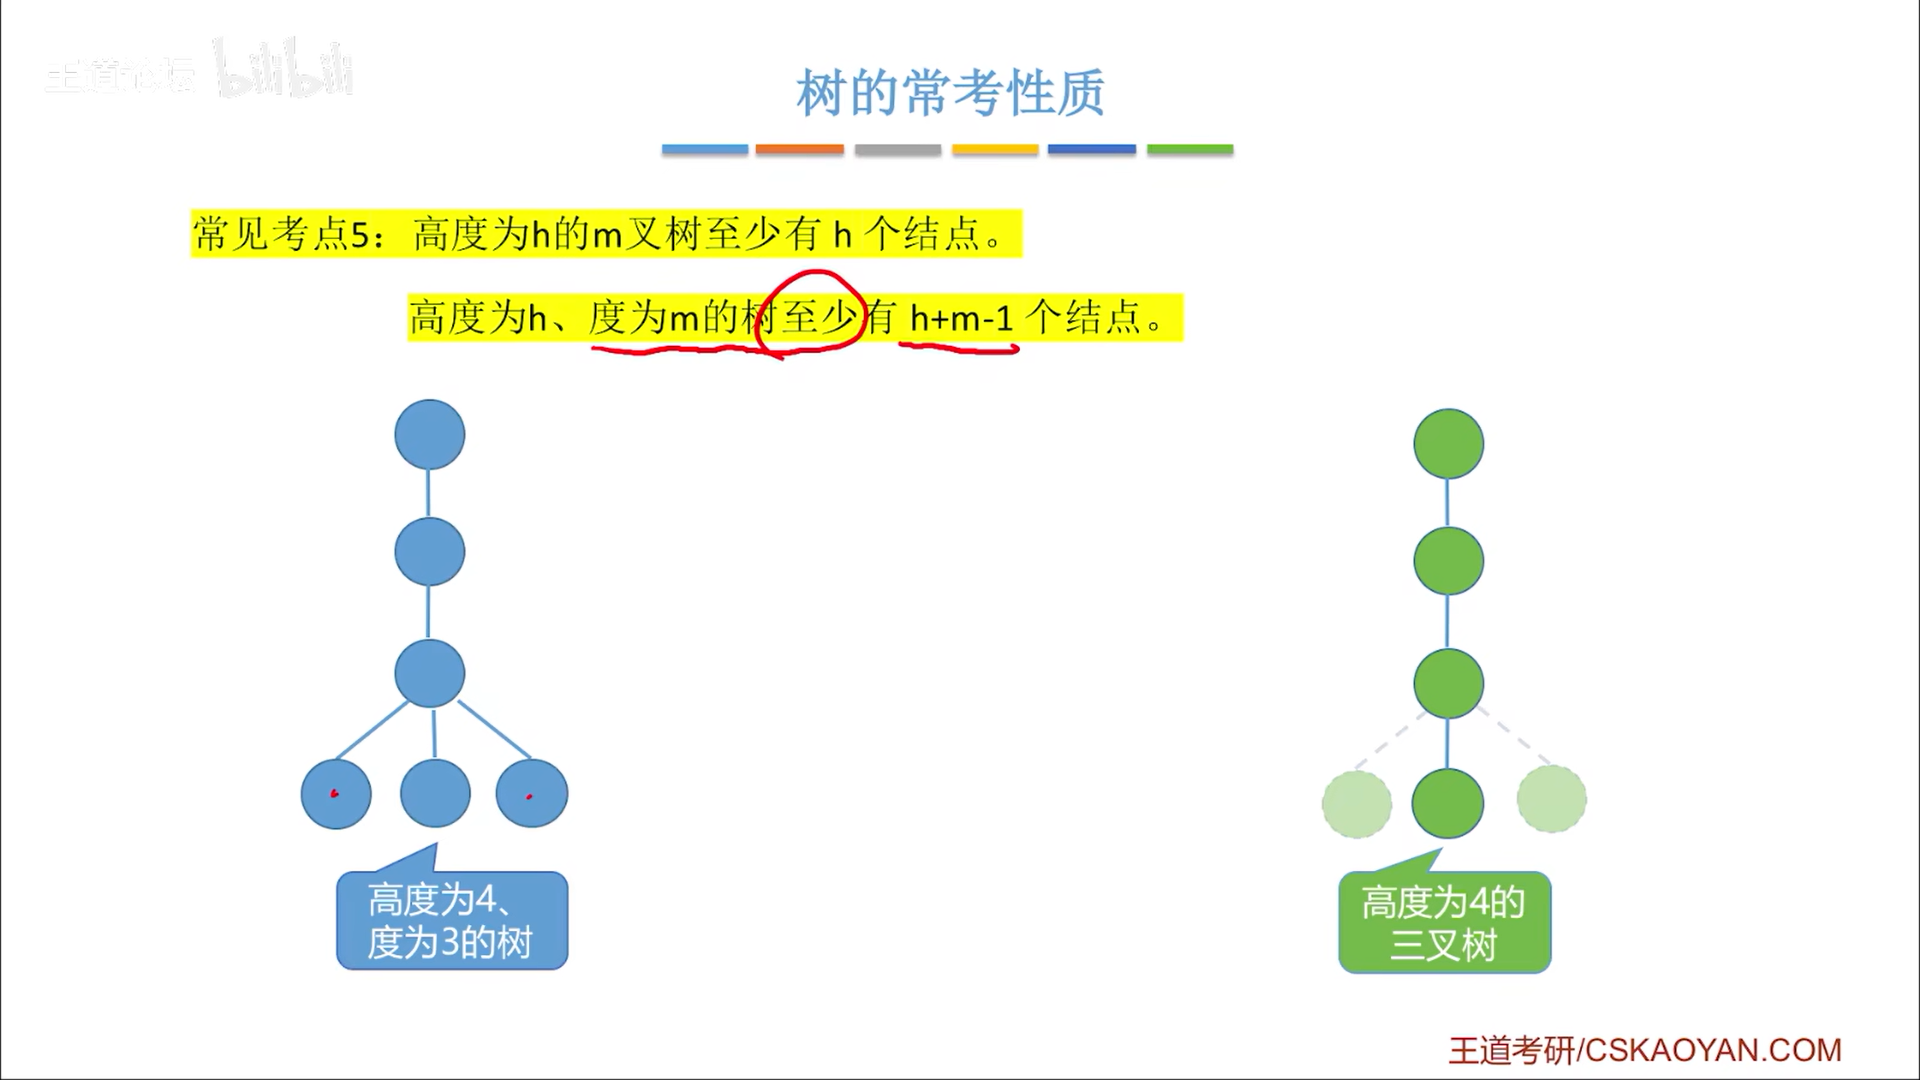 王道论坛 bilibili
树的常考性质
常见考点5：高度为h的m叉树至少有 h 个结点。
高度为h、度为m的树至少有 h+m-1 个结点。
高度为4、
度为3的树
高度为4的
三叉树
王道考研/CSKAOYAN.COM